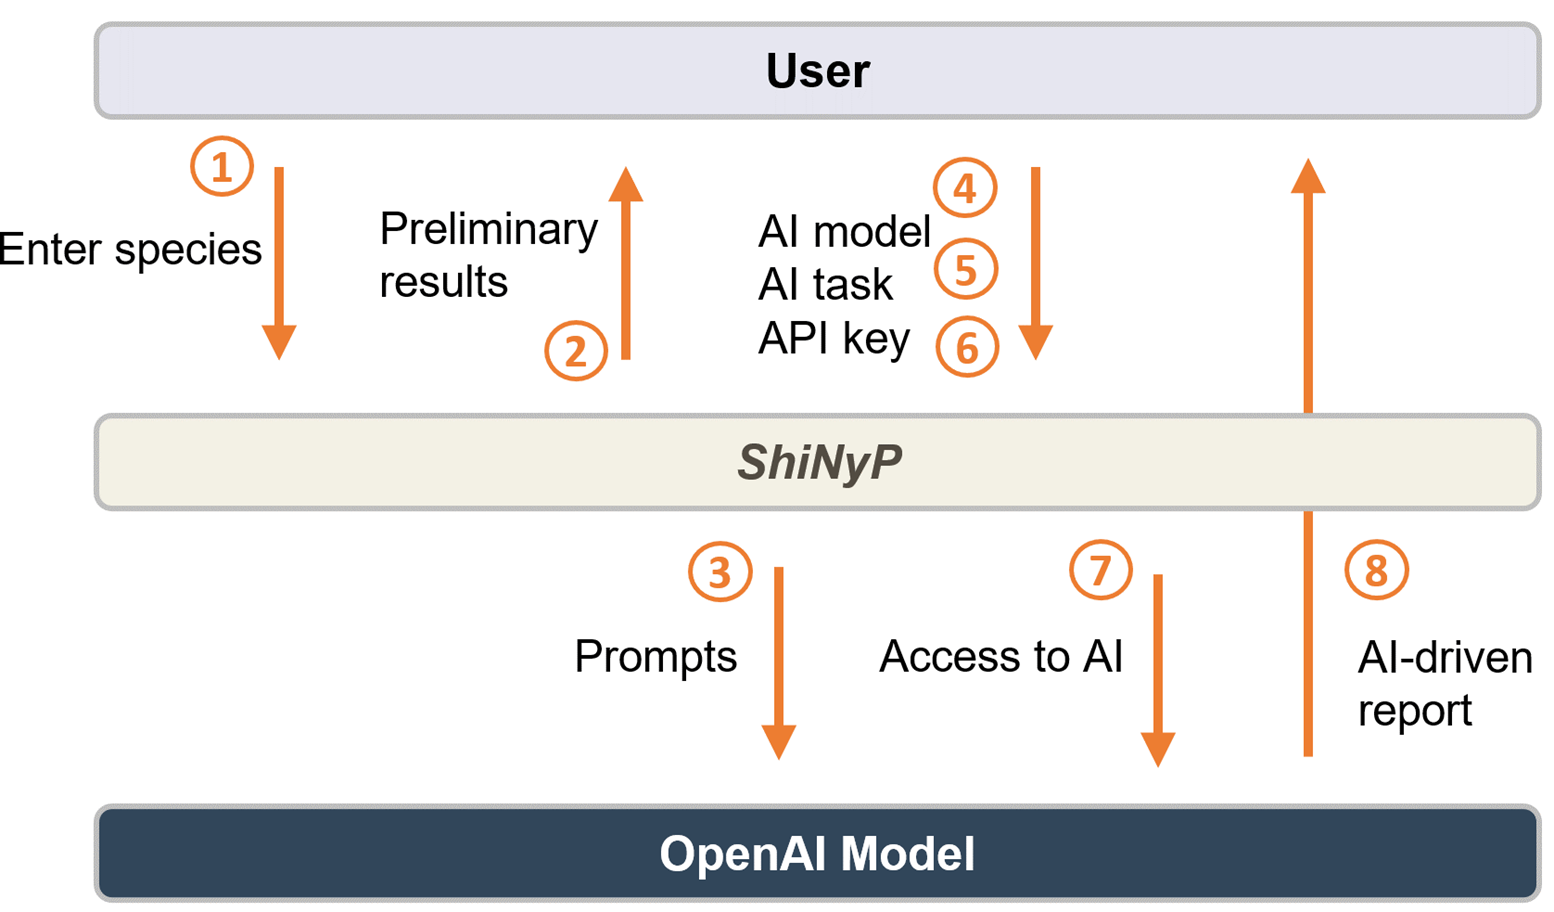 User
1
Enter species
Preliminary
results
2
4
AI model
5
AI task
API key
6
ShiNyP
3
Prompts
7
Access to AI
8
AI-driven
report
OpenAI Model